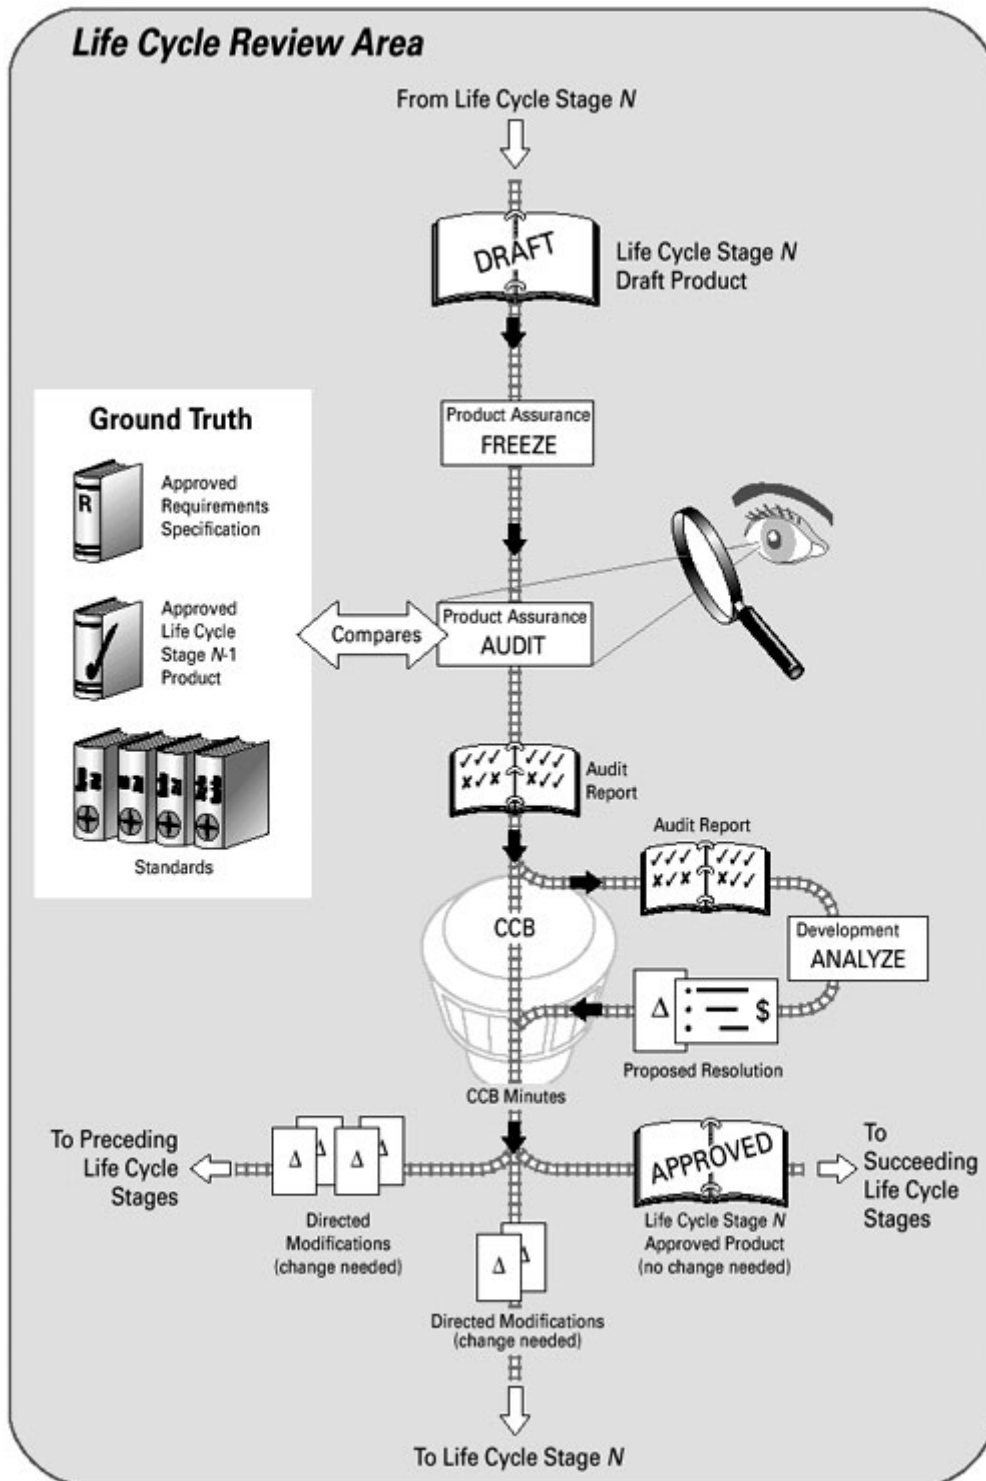 Life Cycle Review Area
From Life Cycle Stage N
DRAFT
Life Cycle Stage N
Draft Product
Product Assurance
FREEZE
Ground Truth
R
Approved
Requirements
Specification
Approved
Life Cycle
Stage N-1
Product
Standards
Compares
Product Assurance
AUDIT
Audit
Report
Audit Report
CCB
Development
ANALYZE
Δ
$
Proposed Resolution
CCB Minutes
To Preceding
Life Cycle
Stages
Δ
Δ
Δ
Δ
Directed
Modifications
(change needed)
APPROVED
Life Cycle Stage N
Approved Product
(no change needed)
To
Succeeding
Life Cycle
Stages
Δ
Δ
Directed Modifications
(change needed)
To Life Cycle Stage N